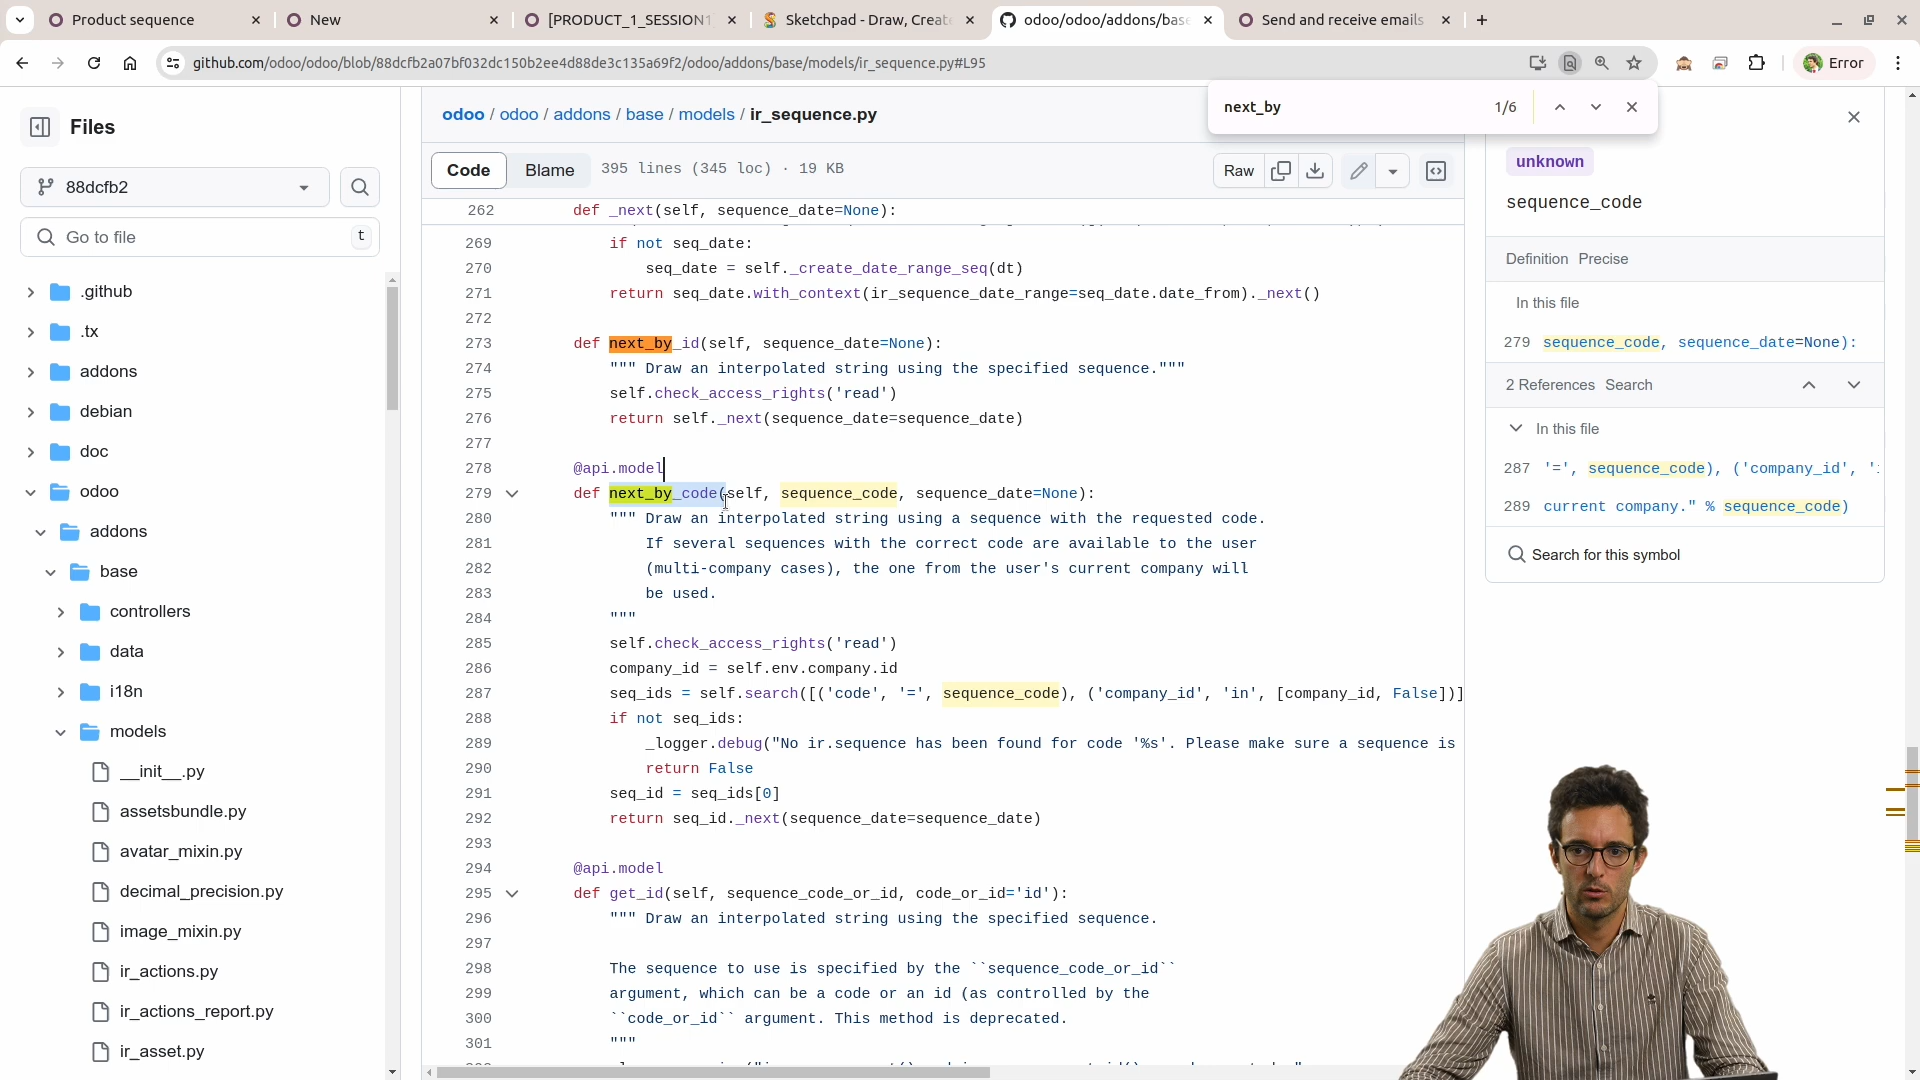 Product sequence
New
[PRODUCT_1_SESSION1
Sketchpad - Draw, Creat
odoo/odoo/addons/base
Send and receive emails
github.com/odoo/odoo/blob/88dcfb2a07bf032dc150b2ee4d88de3c135a69f2/odoo/addons/base/models/ir_sequence.py#L95
Error
next_by
1/6
Files
odoo / odoo / addons / base / models / ir_sequence.py
Code
Blame
395 lines (345 loc) · 19 KB
Raw
88dcfb2
Go to file
t
.github
.tx
addons
debian
doc
odoo
addons
base
controllers
data
i18n
models
__init__.py
assetsbundle.py
avatar_mixin.py
decimal_precision.py
image_mixin.py
ir_actions.py
ir_actions_report.py
ir_asset.py
262 def _next(self, sequence_date=None):
269 if not seq_date:
270 seq_date = self._create_date_range_seq(dt)
271 return seq_date.with_context(ir_sequence_date_range=seq_date.date_from)._next()
272
273 def next_by_id(self, sequence_date=None):
274 """ Draw an interpolated string using the specified sequence."""
275 self.check_access_rights('read')
276 return self._next(sequence_date=sequence_date)
277
278 @api.model
279 def next_by_code(self, sequence_code, sequence_date=None):
280 """ Draw an interpolated string using a sequence with the requested code.
281 If several sequences with the correct code are available to the user
282 (multi-company cases), the one from the user's current company will
283 be used.
284 """
285 self.check_access_rights('read')
286 company_id = self.env.company.id
287 seq_ids = self.search([('code', '=', sequence_code), ('company_id', 'in', [company_id, False])]
288 if not seq_ids:
289 _logger.debug("No ir.sequence has been found for code '%s'. Please make sure a sequence is
290 return False
291 seq_id = seq_ids[0]
292 return seq_id._next(sequence_date=sequence_date)
293
294 @api.model
295 def get_id(self, sequence_code_or_id, code_or_id='id'):
296 """ Draw an interpolated string using the specified sequence.
297
298 The sequence to use is specified by the ``sequence_code_or_id``
299 argument, which can be a code or an id (as controlled by the
300 ``code_or_id`` argument. This method is deprecated.
301 """
unknown
sequence_code
Definition Precise
In this file
279 sequence_code, sequence_date=None):
2 References Search
In this file
287 '=', sequence_code), ('company_id', 'i
289 current company." % sequence_code)
Search for this symbol